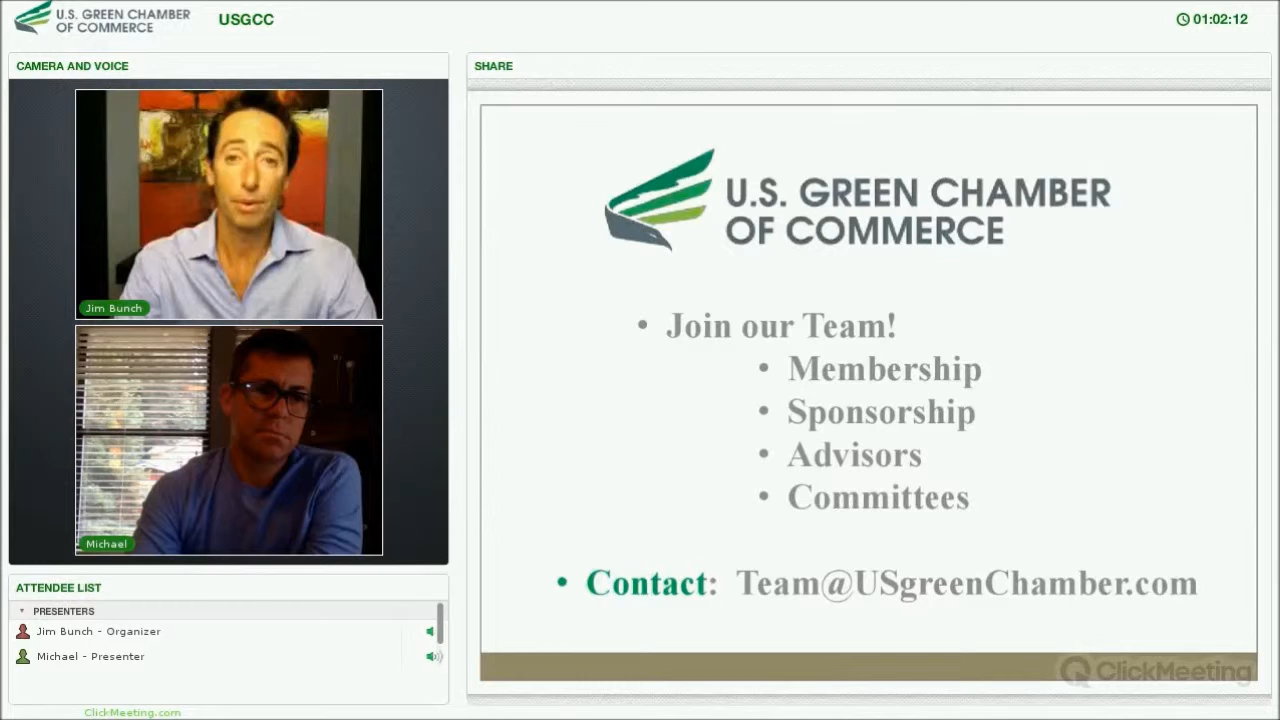 U.S. GREEN CHAMBER
OF COMMERCE
USGCC
01:02:12
CAMERA AND VOICE
Jim Bunch
Michael
ATTENDEE LIST
PRESENTERS
Jim Bunch - Organizer
Michael - Presenter
ClickMeeting.com
SHARE
U.S. GREEN CHAMBER
OF COMMERCE
• Join our Team!
• Membership
• Sponsorship
• Advisors
• Committees
• Contact: Team@USgreenChamber.com
ClickMeeting